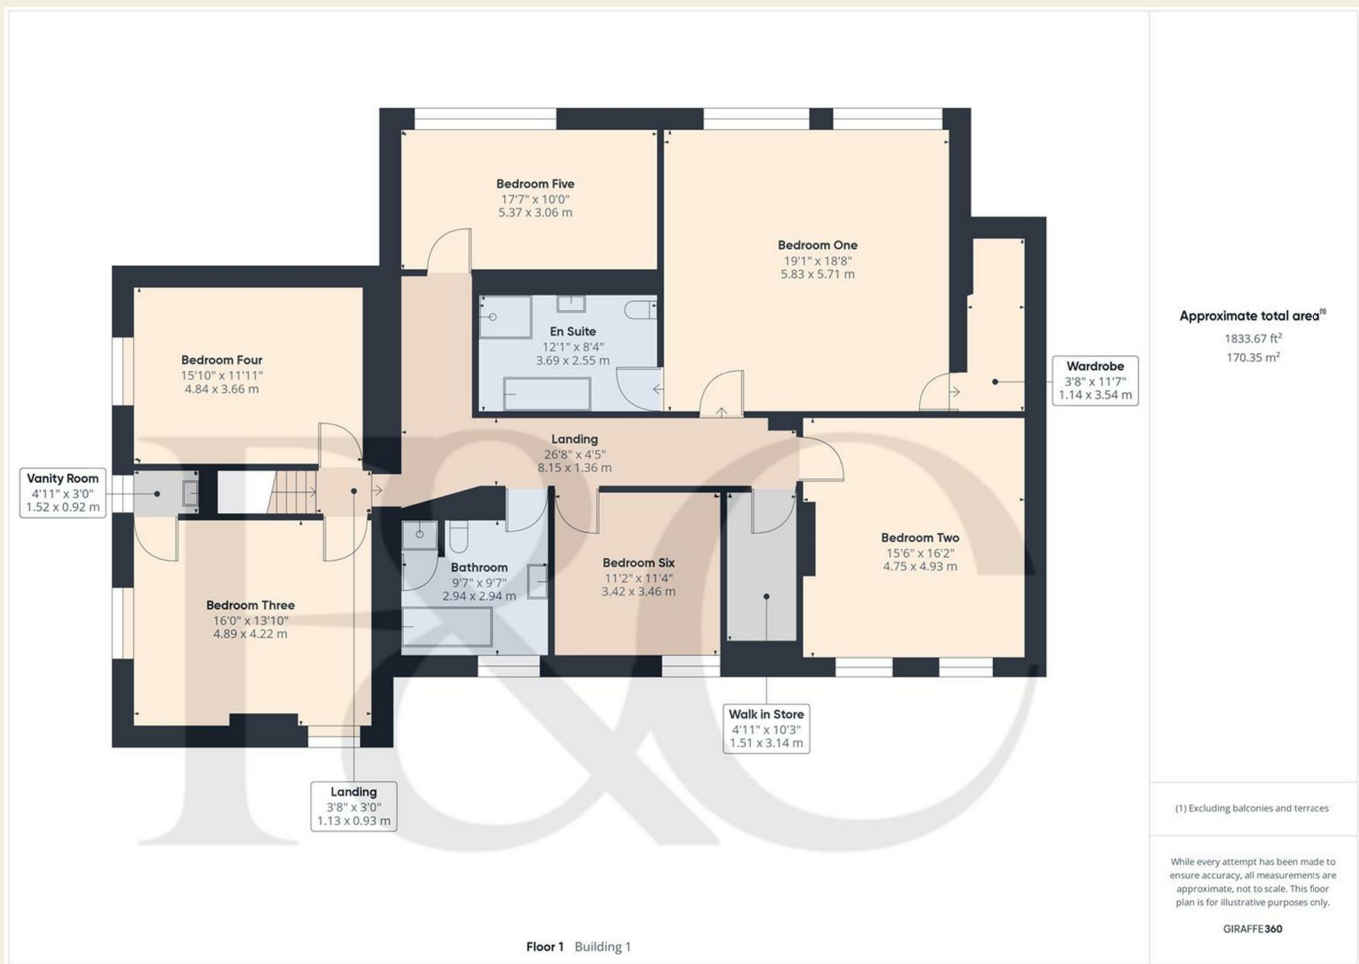 Bedroom Five
17'7" x 10'0"
5.37 x 3.06 m
Bedroom One
19'1" x 18'8"
5.83 x 5.71 m
En Suite
12'1" x 8'4"
3.69 x 2.55 m
Bedroom Four
15'10" x 11'11"
4.84 x 3.66 m
Wardrobe
3'8" x 11'7"
1.14 x 3.54 m
Landing
26'8" x 4'5"
8.15 x 1.36 m
Vanity Room
4'11" x 3'0"
1.52 x 0.92 m
Bedroom Two
15'6" x 16'2"
4.75 x 4.93 m
Bathroom
9'7" x 9'7"
2.94 x 2.94 m
Bedroom Six
11'2" x 11'4"
3.42 x 3.46 m
Bedroom Three
16'0" x 13'10"
4.89 x 4.22 m
Walk in Store
4'11" x 10'3"
1.51 x 3.14 m
Landing
3'8" x 3'0"
1.13 x 0.93 m
F&C
Floor 1 Building 1
Approximate total area(1)
1833.67 ft²
170.35 m²
(1) Excluding balconies and terraces
While every attempt has been made to
ensure accuracy, all measurements are
approximate, not to scale. This floor
plan is for illustrative purposes only.
GIRAFFE360